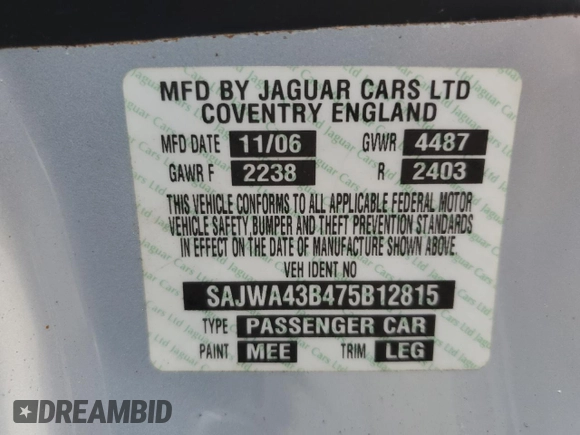 MFD BY JAGUAR CARS LTD
COVENTRY ENGLAND
MFD DATE 11/06 GVWR 4487
GAWR F 2238 R 2403
THIS VEHICLE CONFORMS TO ALL APPLICABLE FEDERAL MOTOR
VEHICLE SAFETY BUMPER AND THEFT PREVENTION STANDARDS
IN EFFECT ON THE DATE OF MANUFACTURE SHOWN ABOVE.
VEH IDENT NO
SAJWA43B475B12815
TYPE PASSENGER CAR
PAINT MEE TRIM LEG
DREAMBID